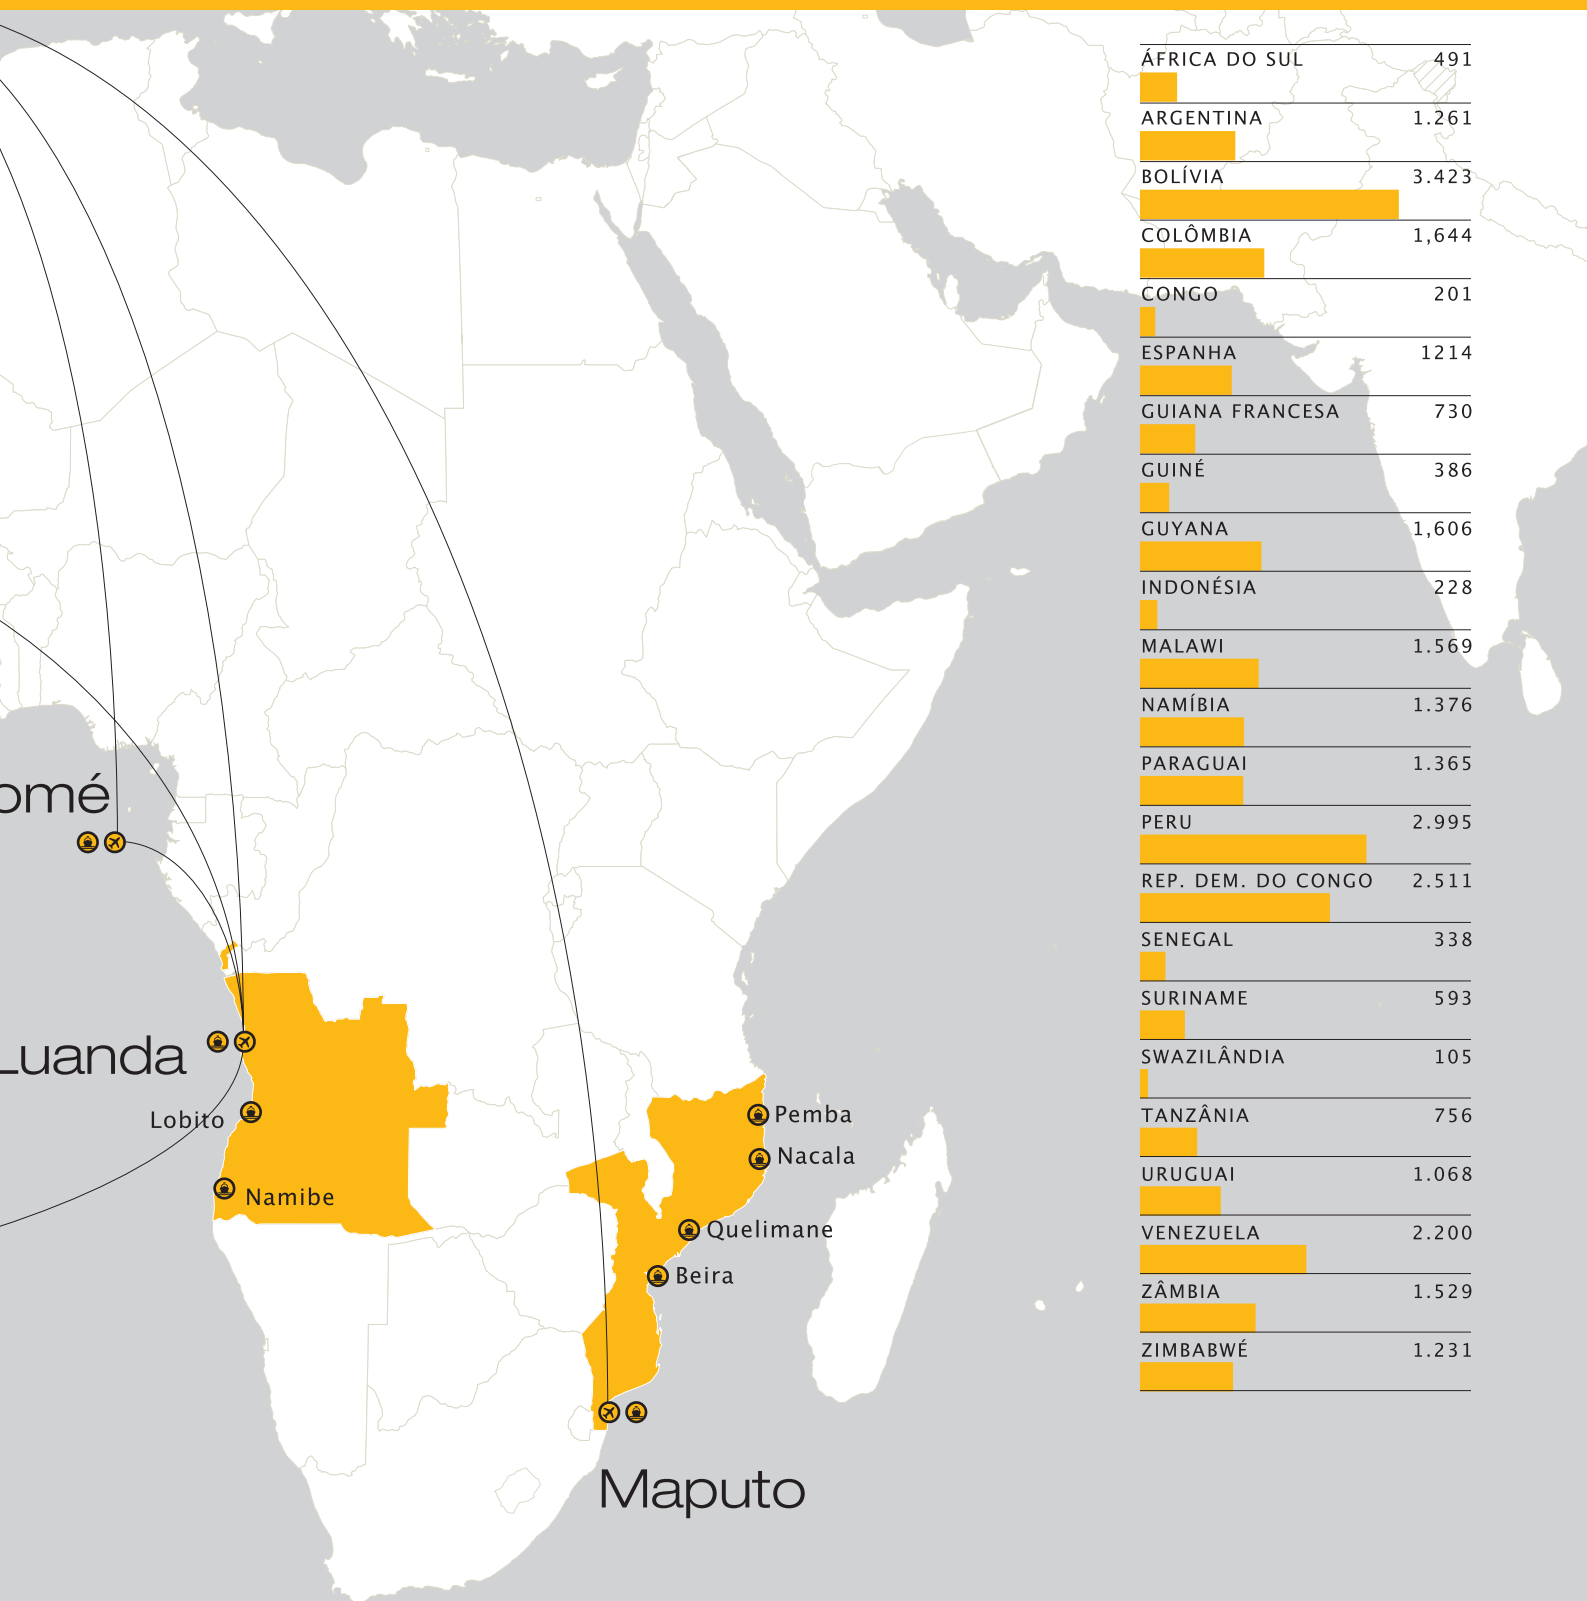 ÁFRICA DO SUL 491
ARGENTINA 1.261
BOLÍVIA 3.423
COLÔMBIA 1,644
CONGO 201
ESPANHA 1214
GUIANA FRANCESA 730
GUINÉ 386
GUYANA 1,606
INDONÉSIA 228
MALAWI 1.569
NAMÍBIA 1.376
PARAGUAI 1.365
PERU 2.995
REP. DEM. DO CONGO 2.511
SENEGAL 338
SURINAME 593
SWAZILÂNDIA 105
TANZÂNIA 756
URUGUAI 1.068
VENEZUELA 2.200
ZÂMBIA 1.529
ZIMBABWÉ 1.231
omé
Luanda
Lobito
Namibe
Pemba
Nacala
Quelimane
Beira
Maputo